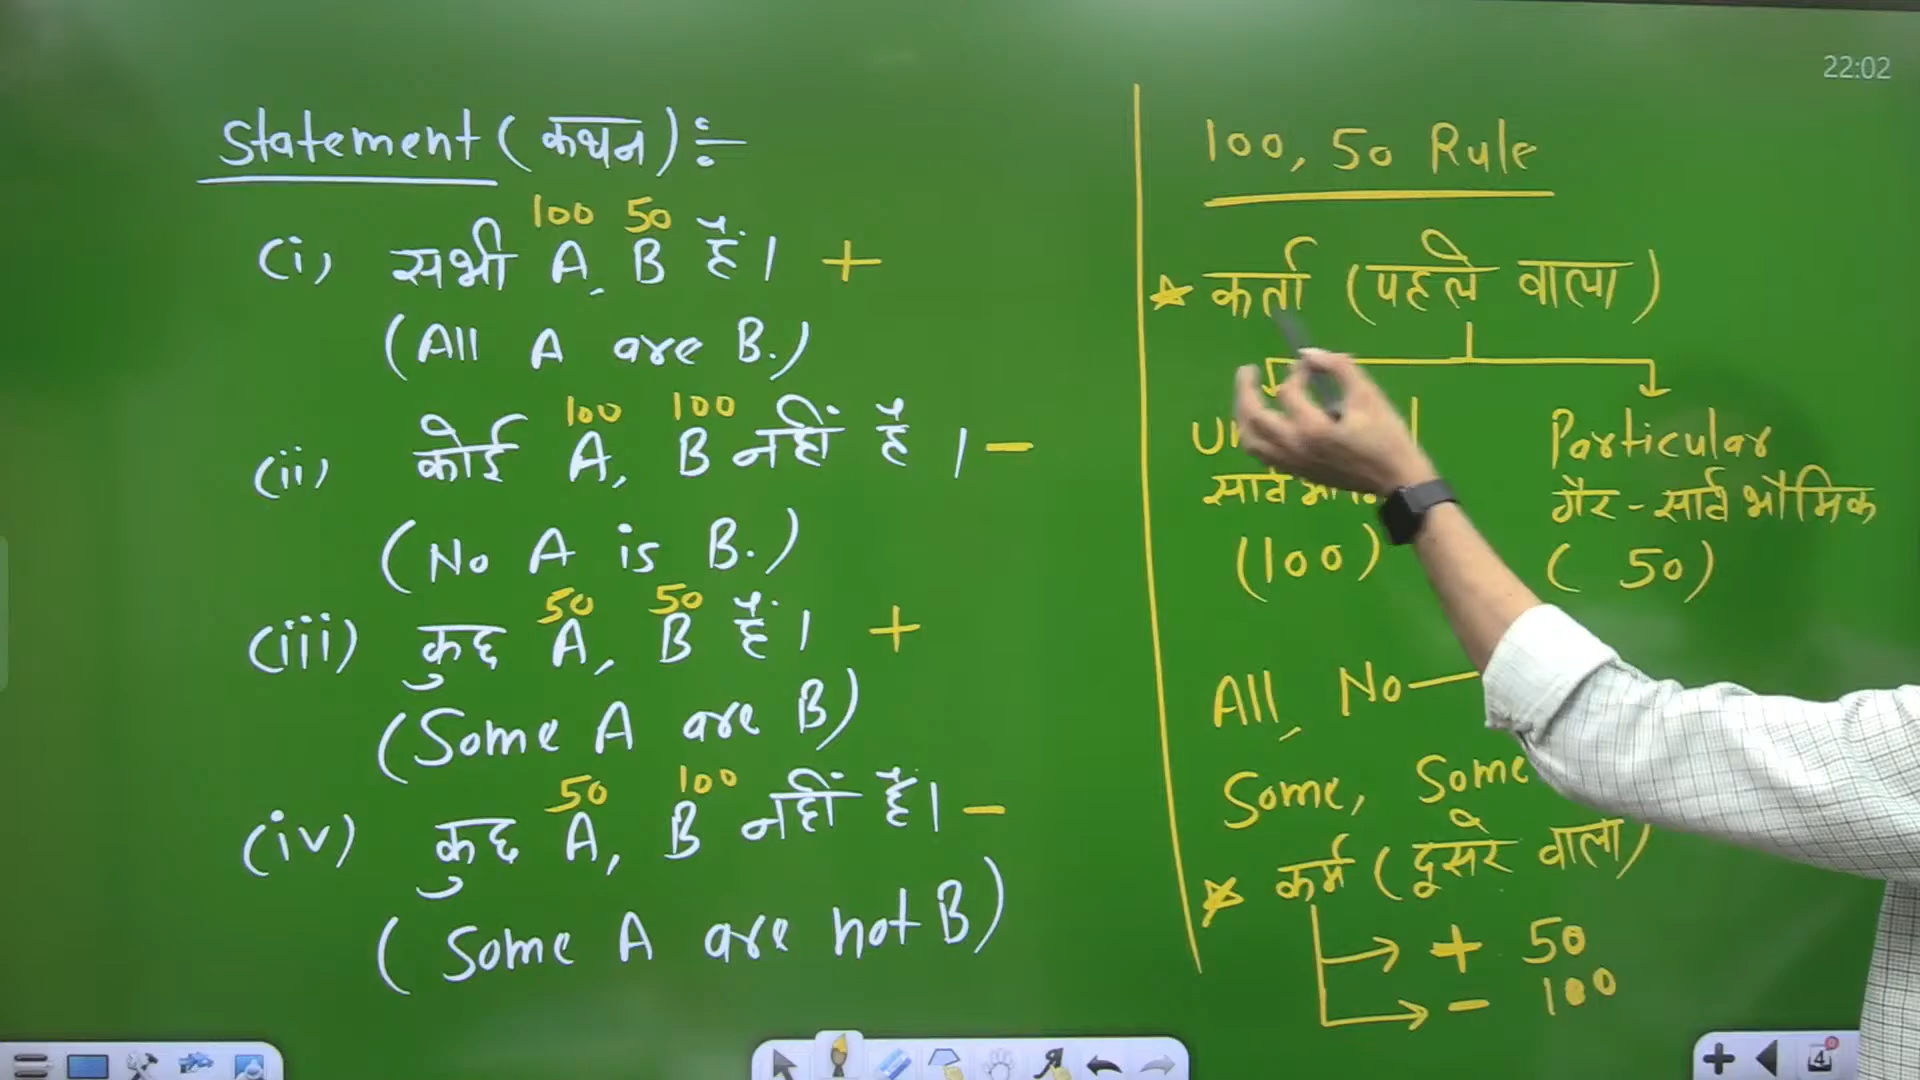 22:02
Statement (कथन) :-
100 50
(i) सभी A, B हैं। +
(All A are B.)
100 100
(ii) कोई A, B नहीं है। -
(No A is B.)
50 50
(iii) कुछ A, B हैं। +
(Some A are B)
50 100
(iv) कुछ A, B नहीं हैं। -
(Some A are not B)
100, 50 Rule
★ कर्ता (पहले वाला)
Particular
गैर-सार्वभौमिक
(100) (50)
All, No —
Some, Some
★ कर्म (दूसरे वाला)
→ + 50
→ - 100
4